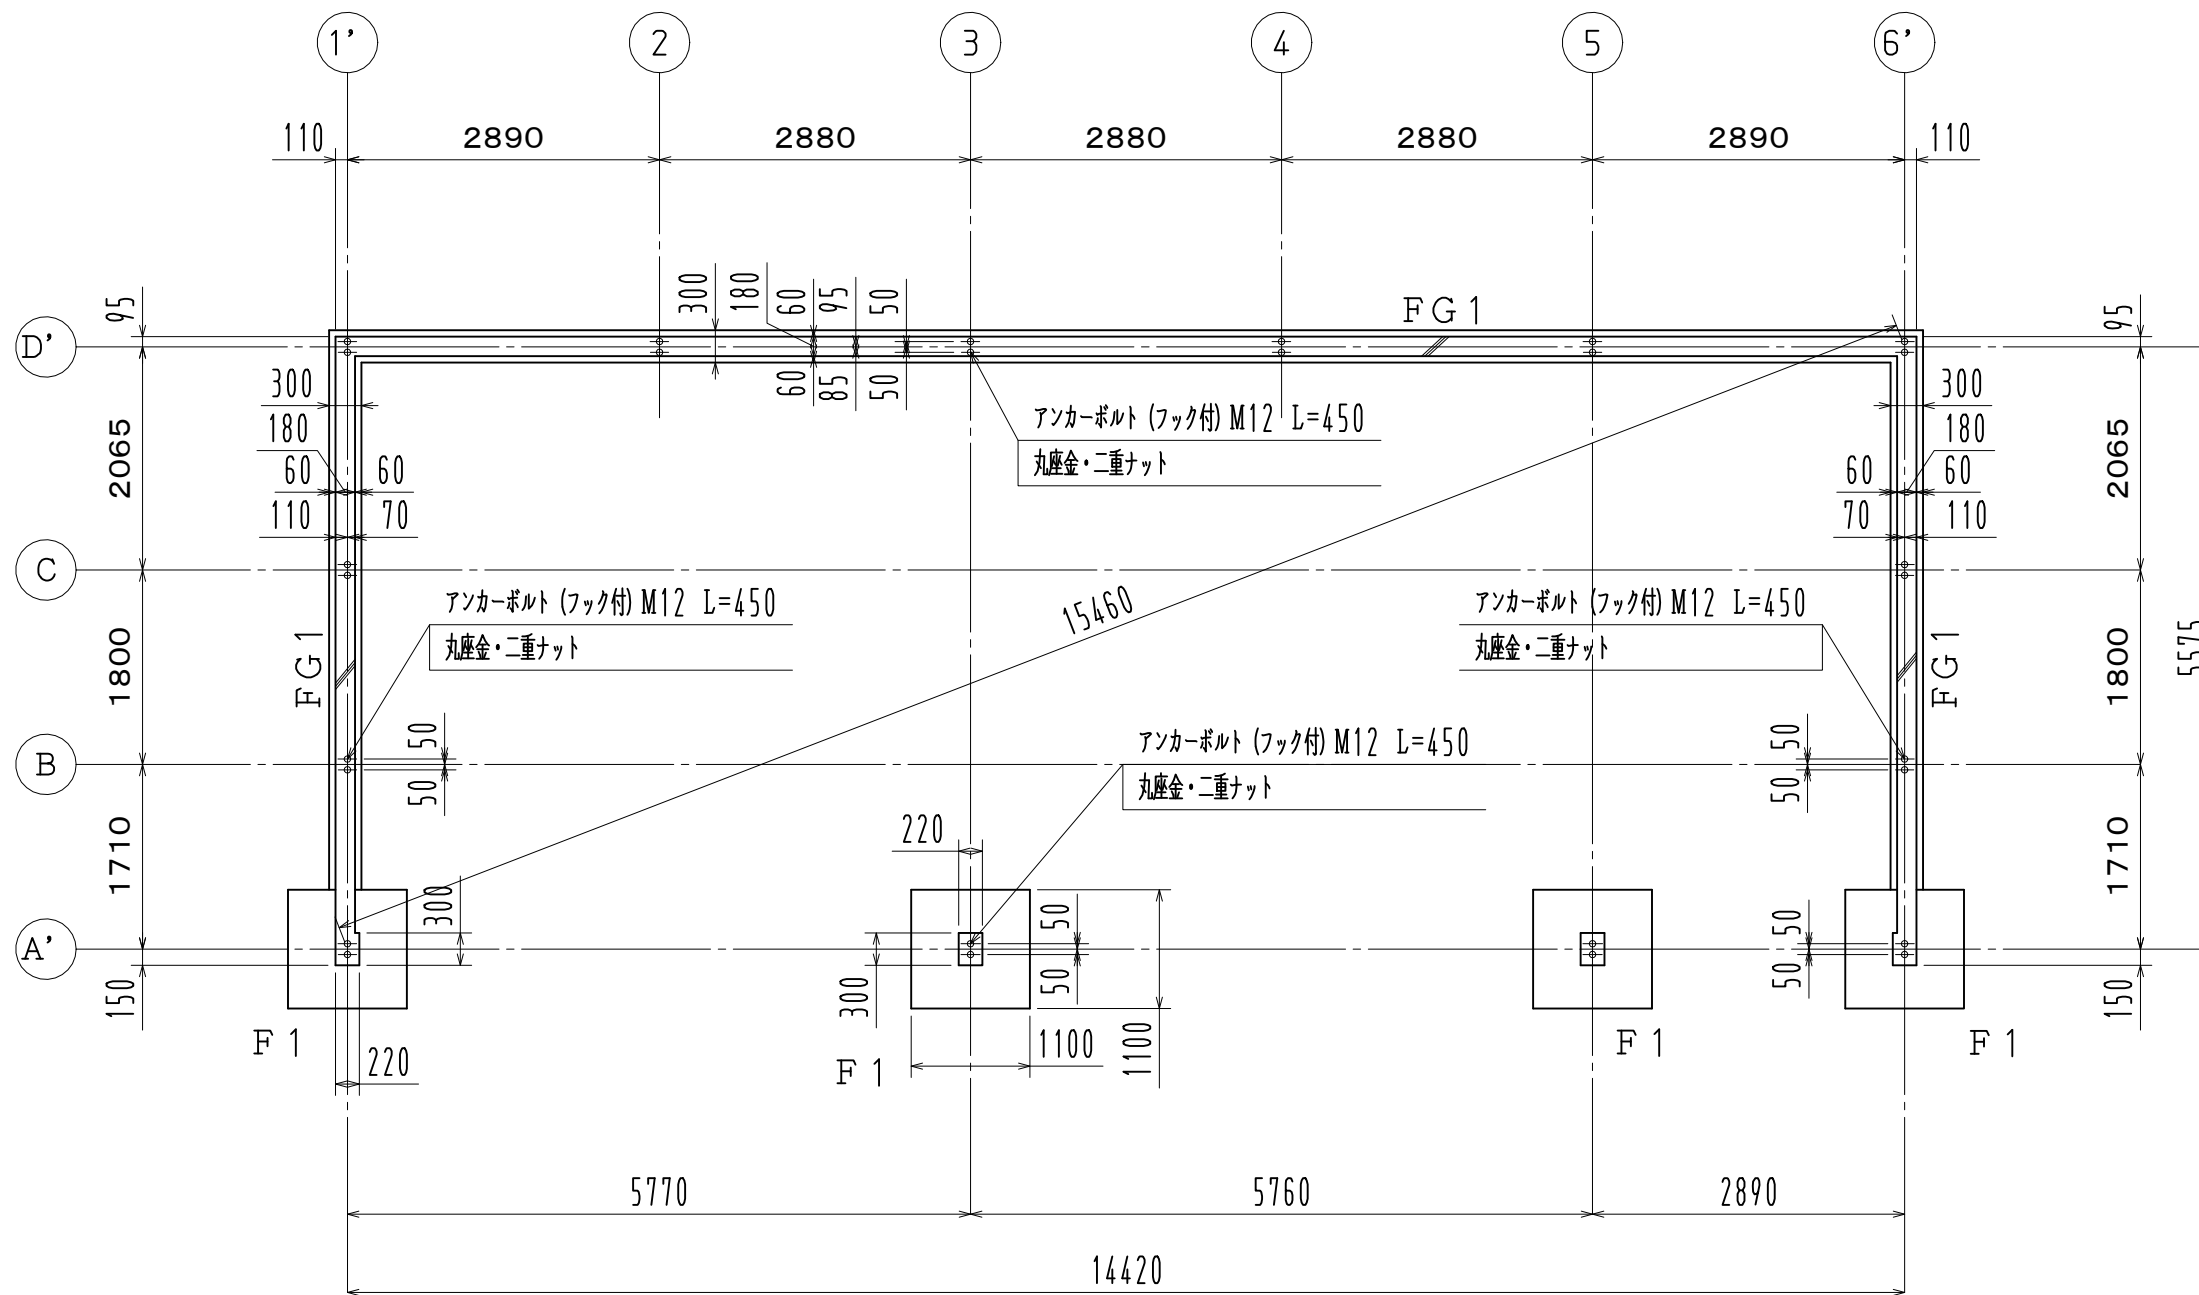 1’ 2 3 4 5 6’
110 2890 2880 2880 2880 2890 110
95 300 180 60 95 50 FG1 95
D’
60 85 50
300 300
180 180
2065 2065
60 60 60 60
110 70 70 110
アンカーボルト (フック付) M12 L=450
丸座金・二重ナット
C
15460
アンカーボルト (フック付) M12 L=450
丸座金・二重ナット
アンカーボルト (フック付) M12 L=450
丸座金・二重ナット
FG1 1800 1800 FG1
5575
50 50
アンカーボルト (フック付) M12 L=450
丸座金・二重ナット
B
50 50
220
1710 1710
300 50 50
A’
150 300 50 50 150
F1 F1 F1 F1
220 1100 1100
5770 5760 2890
14420